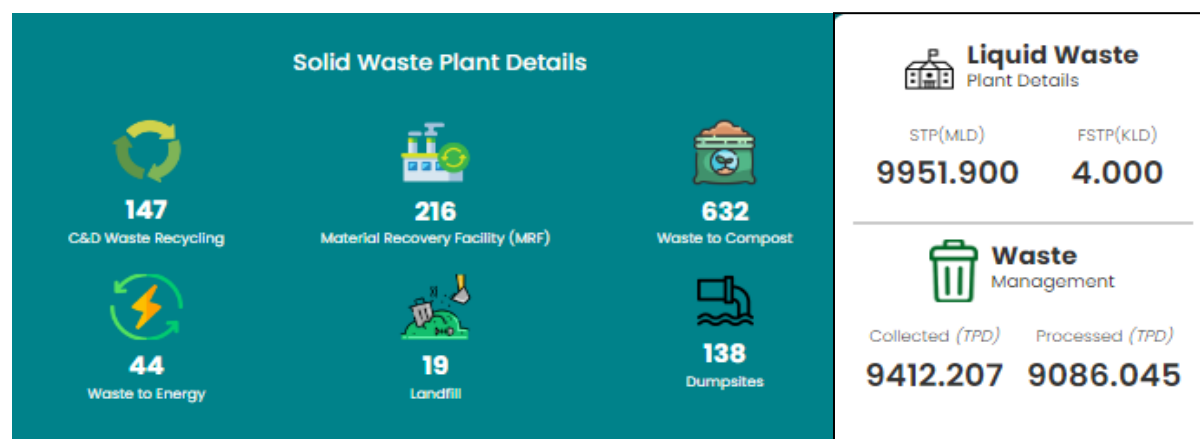 Solid Waste Plant Details
147
C&D Waste Recycling
216
Material Recovery Facility (MRF)
632
Waste to Compost
44
Waste to Energy
19
Landfill
138
Dumpsites
Liquid Waste
Plant Details
STP(MLD)
9951.900
FSTP(KLD)
4.000
Waste
Management
Collected (TPD)
9412.207
Processed (TPD)
9086.045